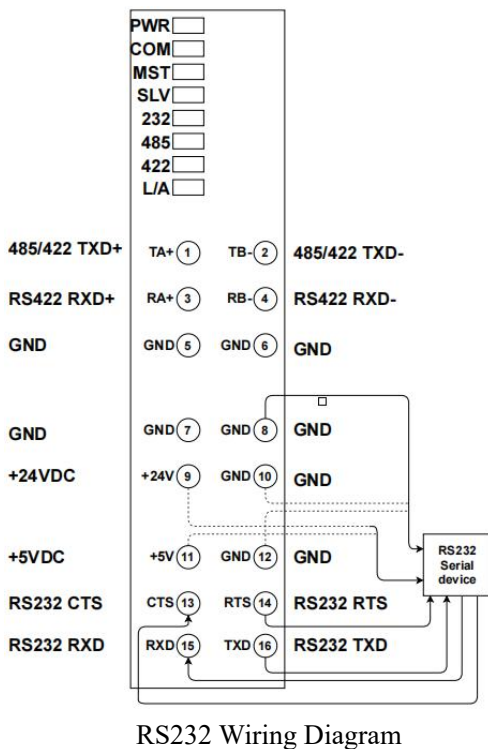 PWR
COM
MST
SLV
232
485
422
L/A
485/422 TXD+ TA+ 1 TB- 2 485/422 TXD-
RS422 RXD+ RA+ 3 RB- 4 RS422 RXD-
GND GND 5 GND 6 GND
GND GND 7 GND 8 GND
+24VDC +24V 9 GND 10 GND
+5VDC +5V 11 GND 12 GND
RS232
Serial
device
RS232 CTS CTS 13 RTS 14 RS232 RTS
RS232 RXD RXD 15 TXD 16 RS232 TXD
RS232 Wiring Diagram